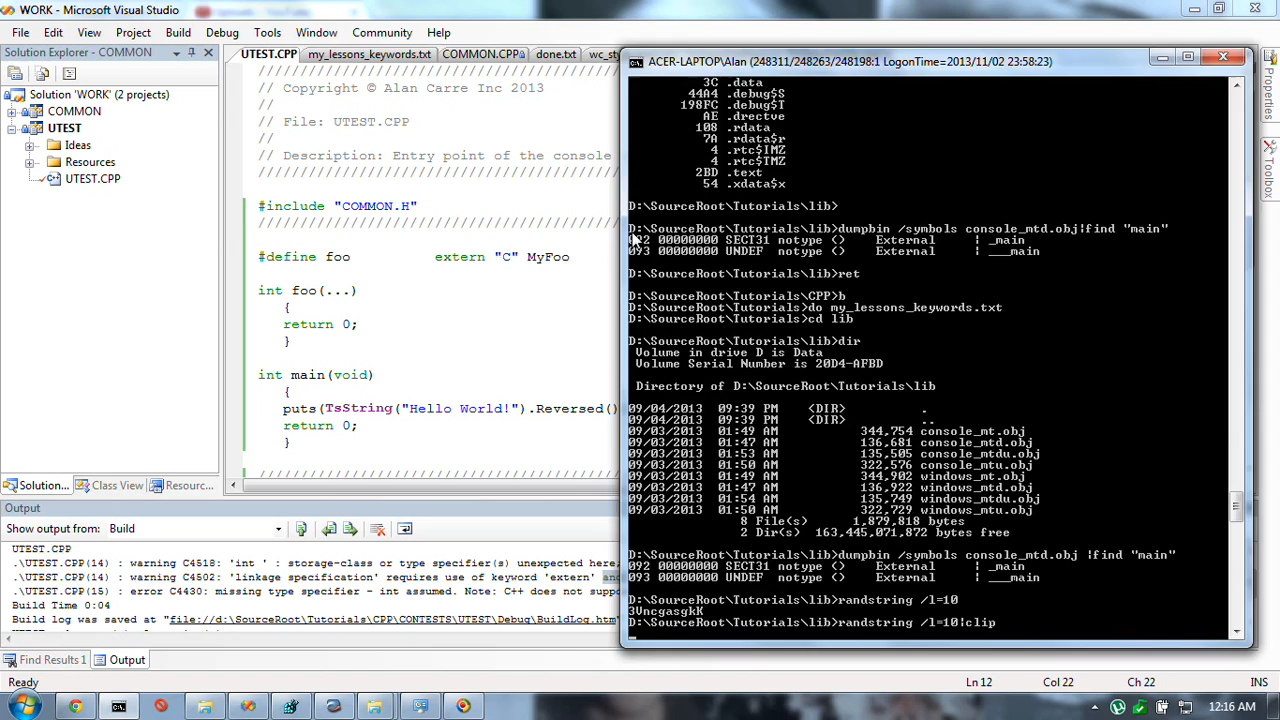 WORK - Microsoft Visual Studio
File Edit View Project Build Debug Tools Window Community Help
Solution Explorer - COMMON
Solution 'WORK' (2 projects)
COMMON
UTEST
Ideas
Resources
UTEST.CPP
Solution... Class View Resourc...
UTEST.CPP my_lessons_keywords.txt COMMON.CPP done.txt
////////////////////////////////////////////////////////
// Copyright © Alan Carre Inc 2013
//
// File: UTEST.CPP
//
// Description: Entry point of the console
////////////////////////////////////////////////////////
#include "COMMON.H"
////////////////////////////////////////////////////////
#define foo extern "C" MyFoo
int foo(...)
{
return 0;
}
int main(void)
{
puts(TsString("Hello World!").Reversed()
return 0;
}
////////////////////////////////////////////////////////
ACER-LAPTOP\Alan (248311/248263/248198:1 LogonTime=2013/11/02 23:58:23)
3C .data
44A4 .debug$S
198FC .debug$T
AE .drectve
108 .rdata
7A .rdata$r
4 .rtc$IMZ
4 .rtc$TMZ
2BD .text
54 .xdata$x
D:\SourceRoot\Tutorials\lib>
D:\SourceRoot\Tutorials\lib>dumpbin /symbols console_mtd.obj|find "main"
092 00000000 SECT31 notype () External | _main
093 00000000 UNDEF notype () External | ___main
D:\SourceRoot\Tutorials\lib>ret
D:\SourceRoot\Tutorials\CPP>b
D:\SourceRoot\Tutorials>do my_lessons_keywords.txt
D:\SourceRoot\Tutorials>cd lib
D:\SourceRoot\Tutorials\lib>dir
Volume in drive D is Data
Volume Serial Number is 20D4-AFBD
Directory of D:\SourceRoot\Tutorials\lib
09/04/2013 09:39 PM <DIR> .
09/04/2013 09:39 PM <DIR> ..
09/03/2013 01:49 AM 344,754 console_mt.obj
09/03/2013 01:47 AM 136,681 console_mtd.obj
09/03/2013 01:53 AM 135,505 console_mtdu.obj
09/03/2013 01:50 AM 322,576 console_mtu.obj
09/03/2013 01:49 AM 344,902 windows_mt.obj
09/03/2013 01:47 AM 136,922 windows_mtd.obj
09/03/2013 01:54 AM 135,749 windows_mtdu.obj
09/03/2013 01:50 AM 322,729 windows_mtu.obj
8 File(s) 1,879,818 bytes
2 Dir(s) 163,445,071,872 bytes free
D:\SourceRoot\Tutorials\lib>dumpbin /symbols console_mtd.obj |find "main"
092 00000000 SECT31 notype () External | _main
093 00000000 UNDEF notype () External | ___main
D:\SourceRoot\Tutorials\lib>randstring /l=10
3VncgasgkK
D:\SourceRoot\Tutorials\lib>randstring /l=10|clip
Properties
Toolbox
Output
Show output from: Build
UTEST.CPP
.\UTEST.CPP(14) : warning C4518: 'int ' : storage-class or type specifier(s) unexpected here;
.\UTEST.CPP(14) : warning C4502: 'linkage specification' requires use of keyword 'extern' and
.\UTEST.CPP(15) : error C4430: missing type specifier - int assumed. Note: C++ does not suppo
Build Time 0:04
Build log was saved at "file://d:\SourceRoot\Tutorials\CPP\CONTESTS\UTEST\Debug\BuildLog.htm
Find Results 1 Output
Ready Ln 12 Col 22 Ch 22 INS
12:16 AM